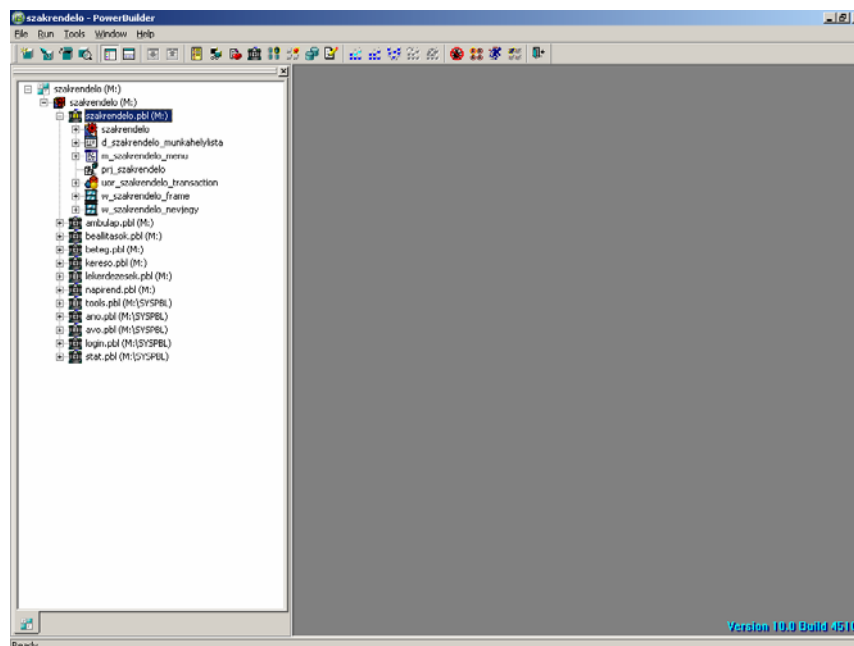 szakrendelo - PowerBuilder
File Run Tools Window Help
szakrendelo (M:)
szakrendelo (M:)
szakrendelo.pbl (M:)
szakrendelo
d_szakrendelo_munkahelylista
m_szakrendelo_menu
prj_szakrendelo
uor_szakrendelo_transaction
w_szakrendelo_frame
w_szakrendelo_nevjegy
ambulap.pbl (M:)
beallitasok.pbl (M:)
beteg.pbl (M:)
kereso.pbl (M:)
lekerdezesek.pbl (M:)
napirend.pbl (M:)
tools.pbl (M:\SYSPBL)
ano.pbl (M:\SYSPBL)
avo.pbl (M:\SYSPBL)
login.pbl (M:\SYSPBL)
stat.pbl (M:\SYSPBL)
Version 10.0 Build 451
Ready